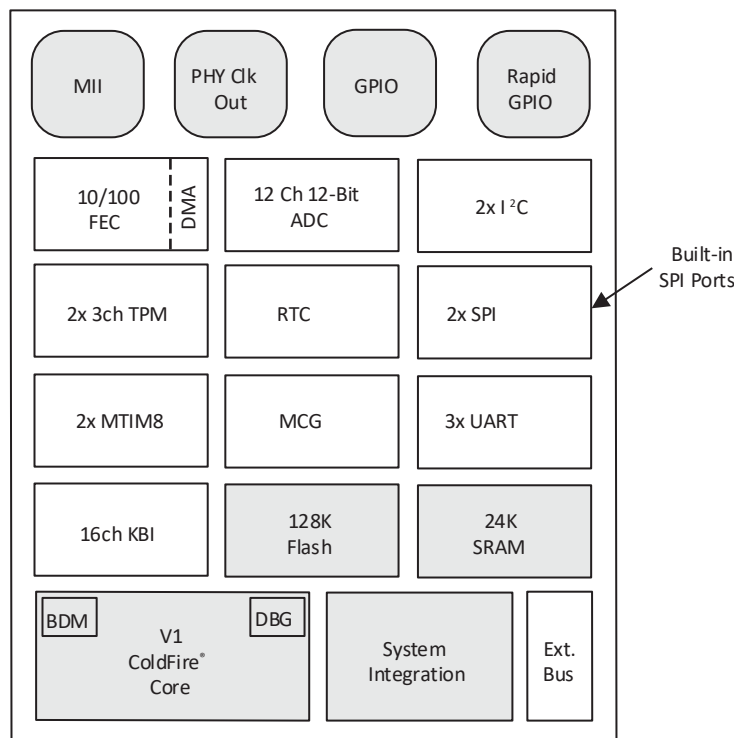 MII
PHY Clk
Out
GPIO
Rapid
GPIO
10/100
FEC
DMA
12 Ch 12-Bit
ADC
2x I ²C
Built-in
SPI Ports
2x 3ch TPM
RTC
2x SPI
2x MTIM8
MCG
3x UART
16ch KBI
128K
Flash
24K
SRAM
BDM
DBG
V1
ColdFire®
Core
System
Integration
Ext.
Bus